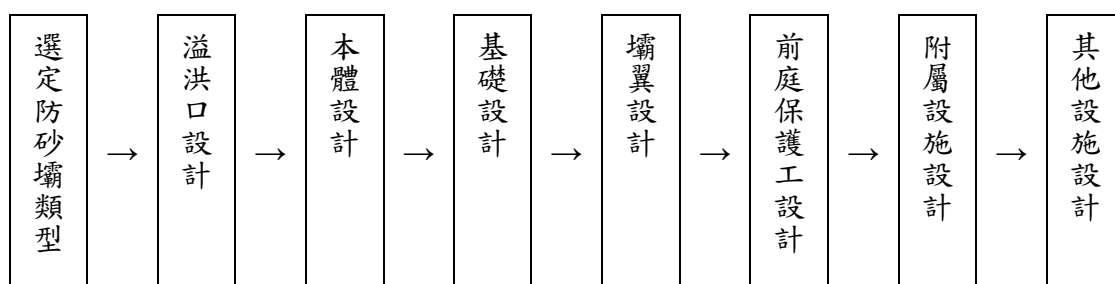 選定防砂壩類型
→
溢洪口設計
→
本體設計
→
基礎設計
→
壩翼設計
→
前庭保護工設計
→
附屬設施設計
→
其他設施設計